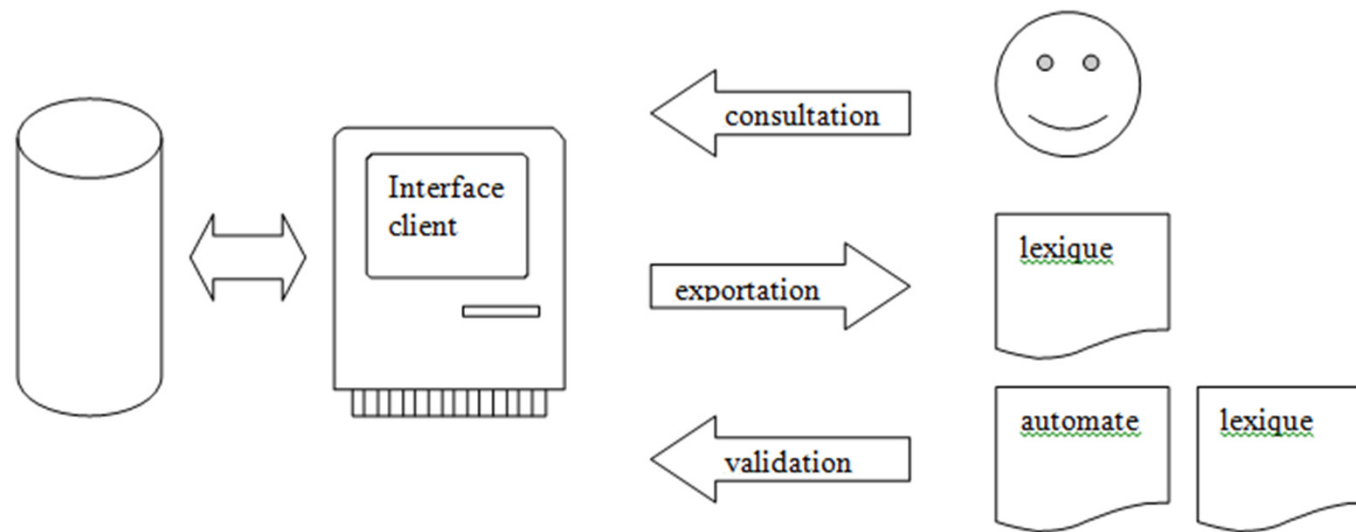 consultation
Interface
client
lexique
exportation
automate
lexique
validation